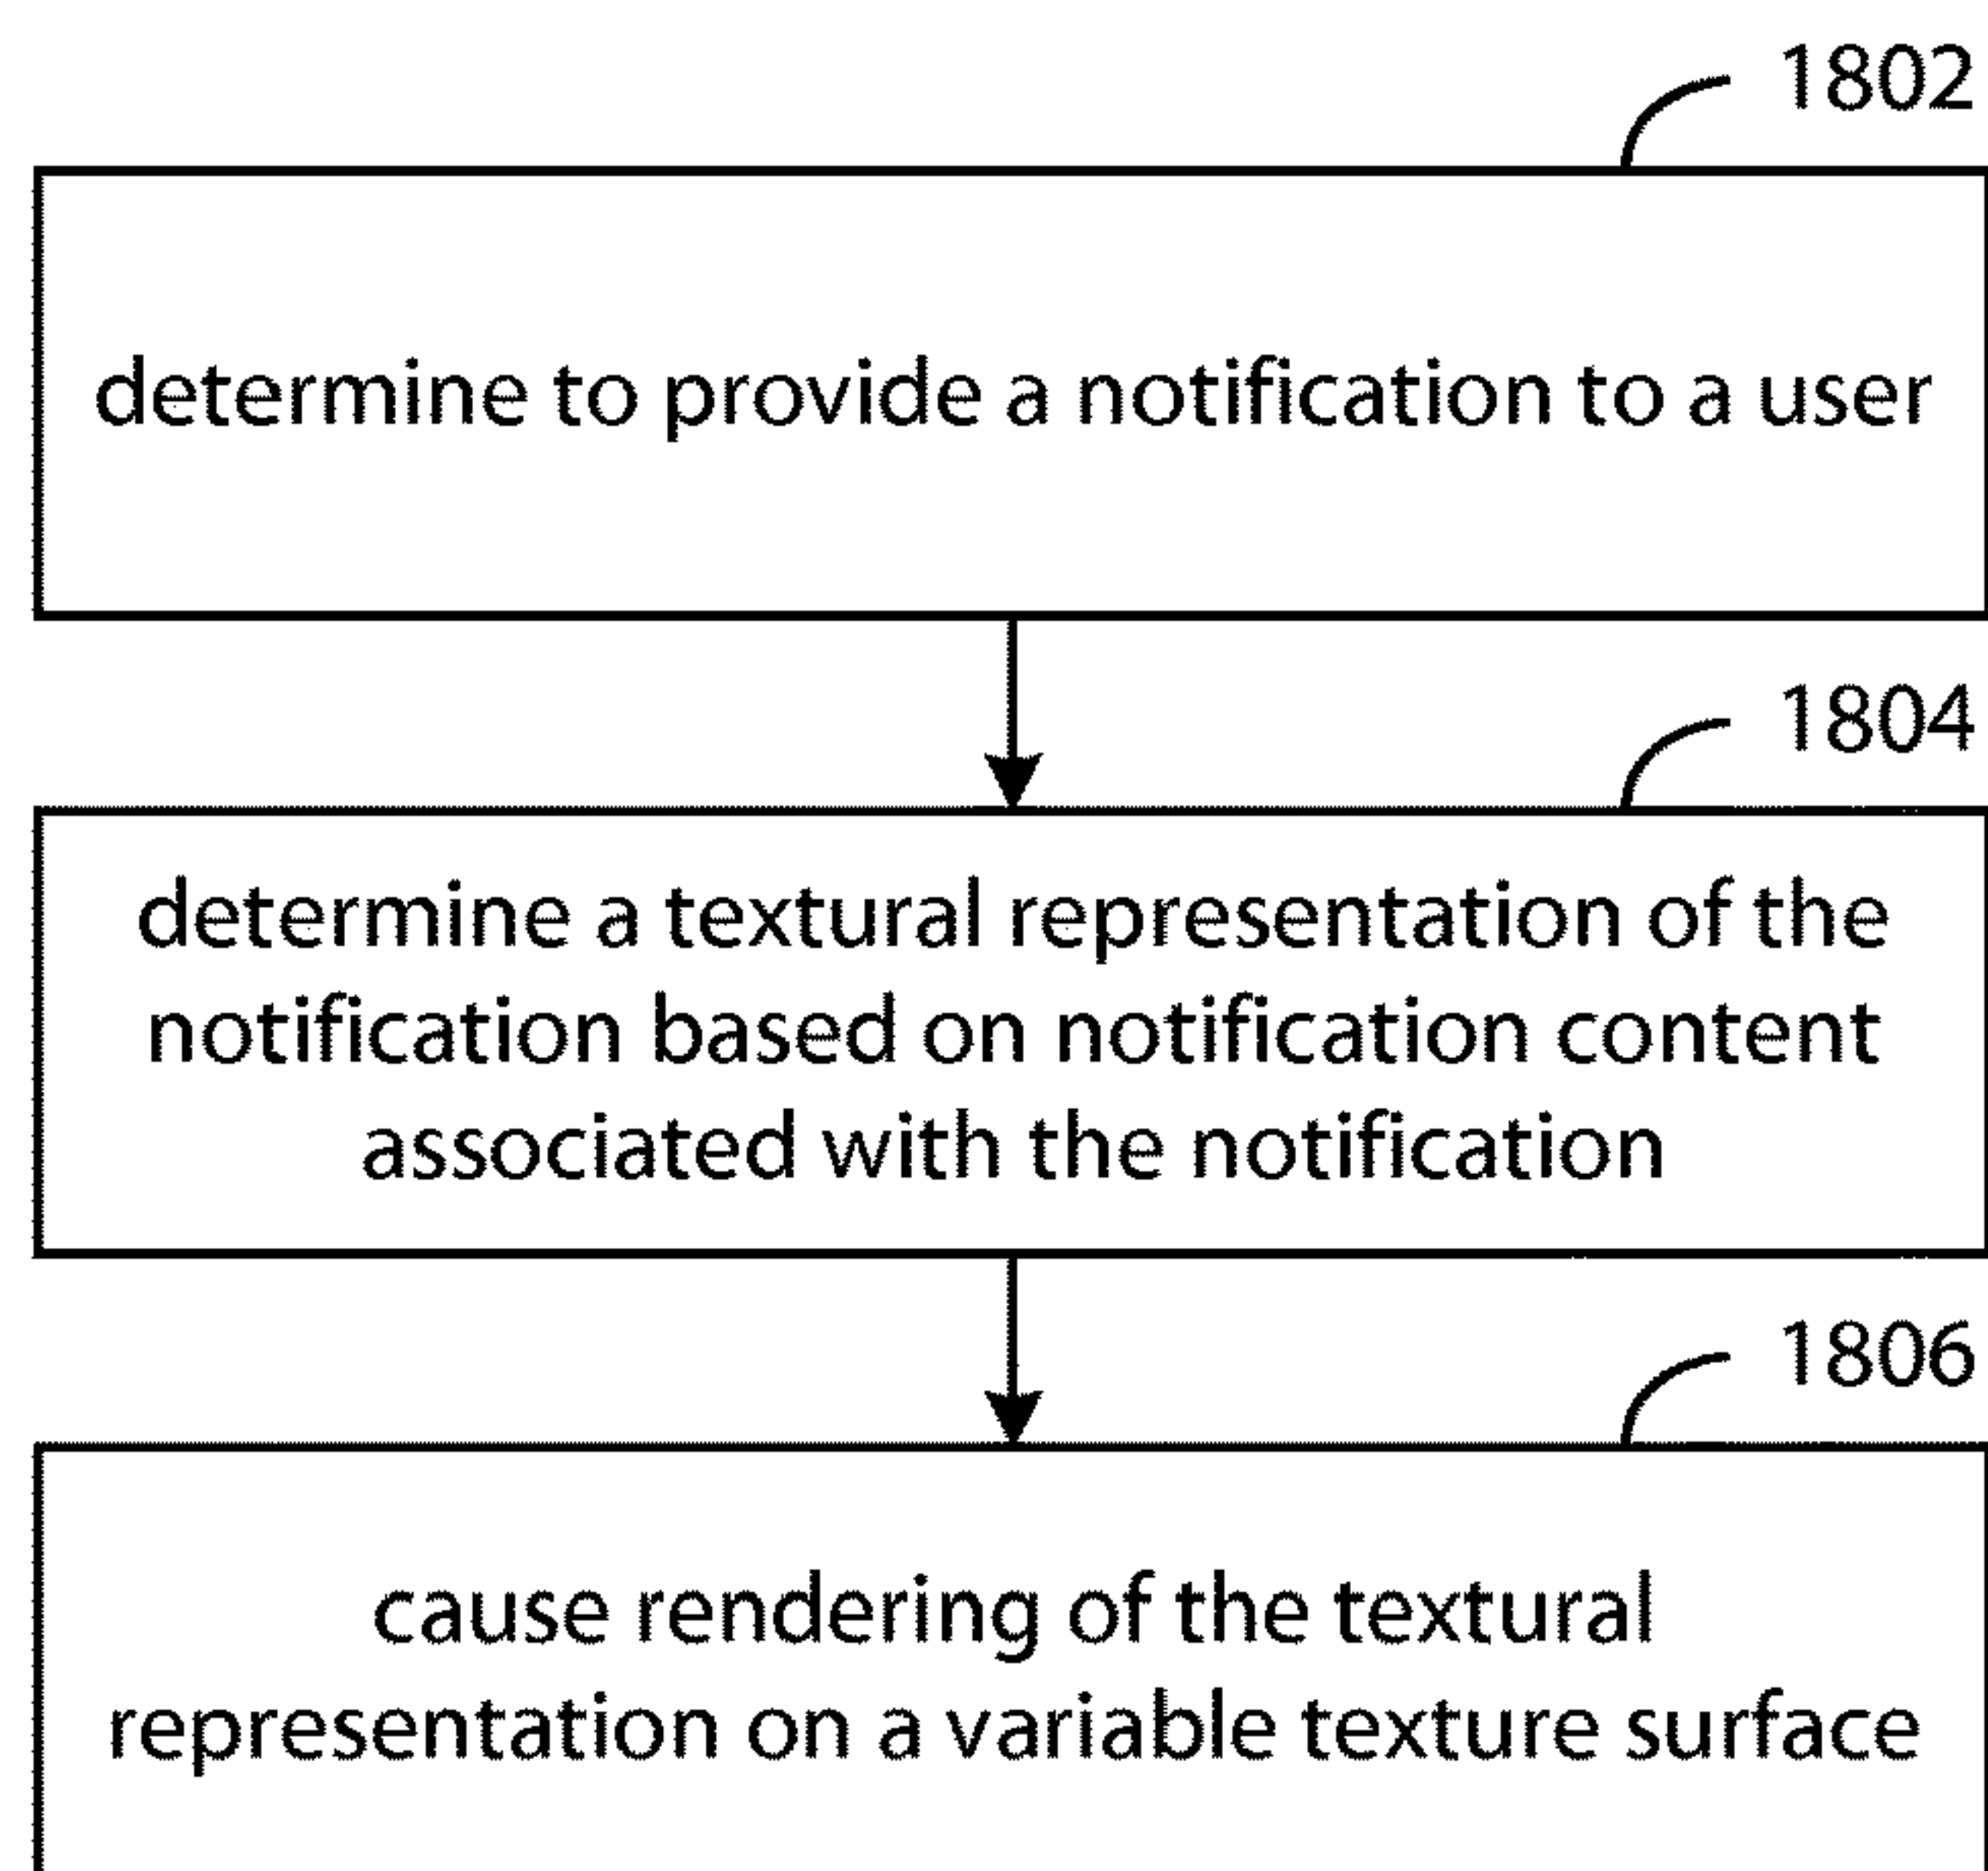 1802
determine to provide a notification to a user
1804
determine a textural representation of the
notification based on notification content
associated with the notification
1806
cause rendering of the textural
representation on a variable texture surface